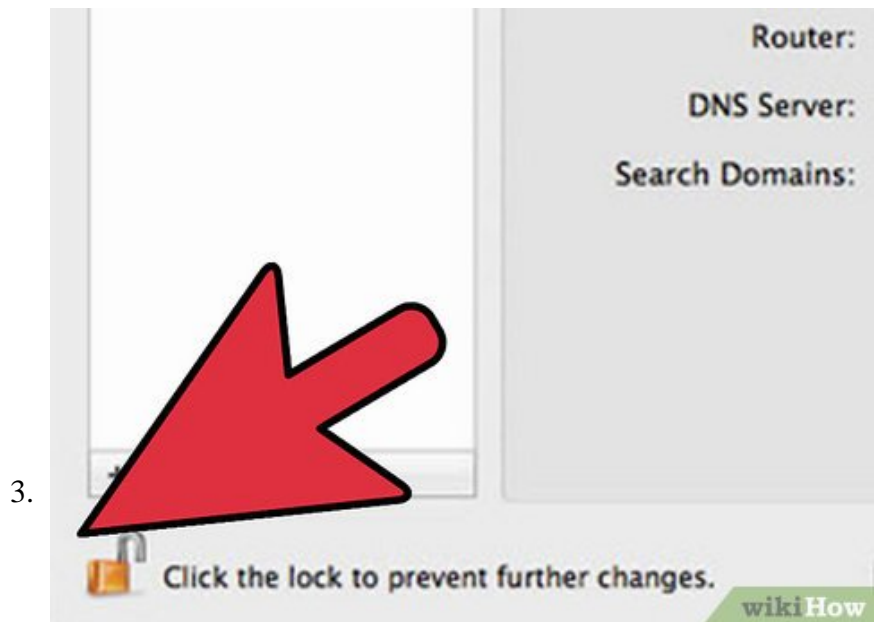 Router:
DNS Server:
Search Domains:
3.
+
Click the lock to prevent further changes.
wikiHow